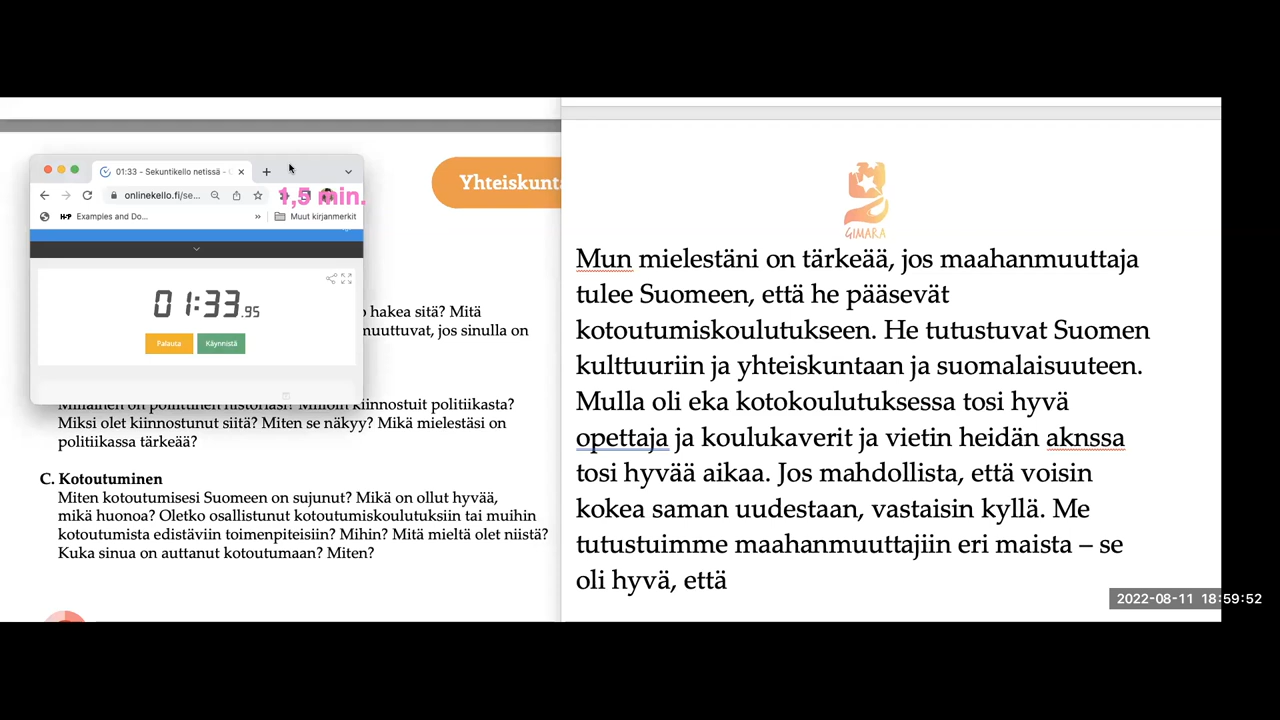 01:33 - Sekuntikello netissä -
onlinekello.fi/se...
1,5 min.
Examples and Do...
»
Muut kirjanmerkit
01:33.95
Palauta
Käynnistä
Yhteiskunta
hakea sitä? Mitä
muuttuvat, jos sinulla on
Millainen on poliittinen historiasi? Milloin kiinnostuit politiikasta?
Miksi olet kiinnostunut siitä? Miten se näkyy? Mikä mielestäsi on
politiikassa tärkeää?
C. Kotoutuminen
Miten kotoutumisesi Suomeen on sujunut? Mikä on ollut hyvää,
mikä huonoa? Oletko osallistunut kotoutumiskoulutuksiin tai muihin
kotoutumista edistäviin toimenpiteisiin? Mihin? Mitä mieltä olet niistä?
Kuka sinua on auttanut kotoutumaan? Miten?
GIMARA
Mun mielestäni on tärkeää, jos maahanmuuttaja
tulee Suomeen, että he pääsevät
kotoutumiskoulutukseen. He tutustuvat Suomen
kulttuuriin ja yhteiskuntaan ja suomalaisuuteen.
Mulla oli eka kotokoulutuksessa tosi hyvä
opettaja ja koulukaverit ja vietin heidän aknssa
tosi hyvää aikaa. Jos mahdollista, että voisin
kokea saman uudestaan, vastaisin kyllä. Me
tutustuimme maahanmuuttajiin eri maista – se
oli hyvä, että
2022-08-11 18:59:52